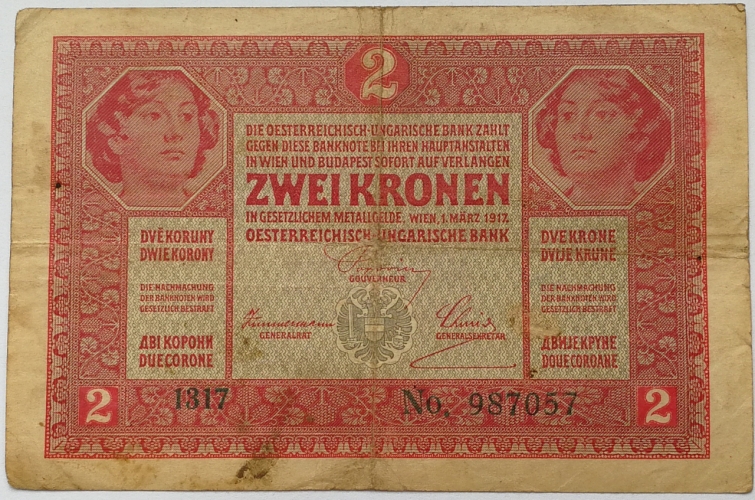 2
DIE OESTERREICHISCH-UNGARISCHE BANK ZAHLT
GEGEN DIESE BANKNOTE BEI IHREN HAUPTANSTALTEN
IN WIEN UND BUDAPEST SOFORT AUF VERLANGEN
ZWEI KRONEN
IN GESETZLICHEM METALLGELDE. WIEN, 1. MÄRZ 1917.
OESTERREICHISCH-UNGARISCHE BANK
DVĚ KORUNY
DWIE KORONY
DIE NACHMACHUNG
DER BANKNOTEN WIRD
GESETZLICH BESTRAFT
ДВІ КОРОНИ
DUE CORONE
GOUVERNEUR
GENERALRAT
GENERALSEKRETÄR
DVE KRONE
DVIJE KRUNE
DIE NACHMACHUNG
DER BANKNOTEN WIRD
GESETZLICH BESTRAFT
ДВИЈЕ КРУНЕ
DOUE COROANE
2
1317
No. 987057
2